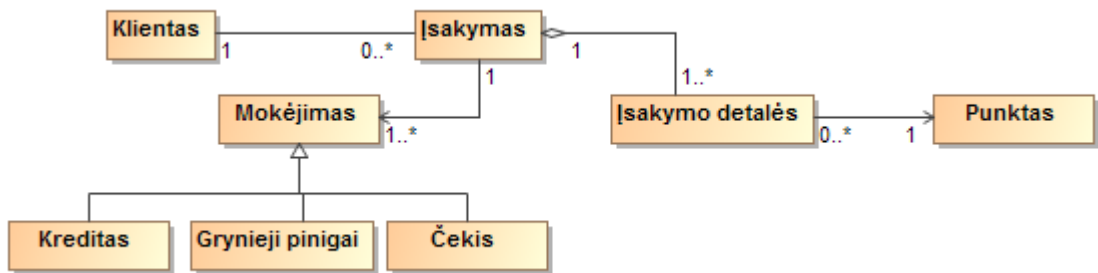 Klientas
Įsakymas
1
0..*
1
1
1..*
Mokėjimas
1..*
Įsakymo detalės
0..*
1
Punktas
Kreditas
Grynieji pinigai
Čekis